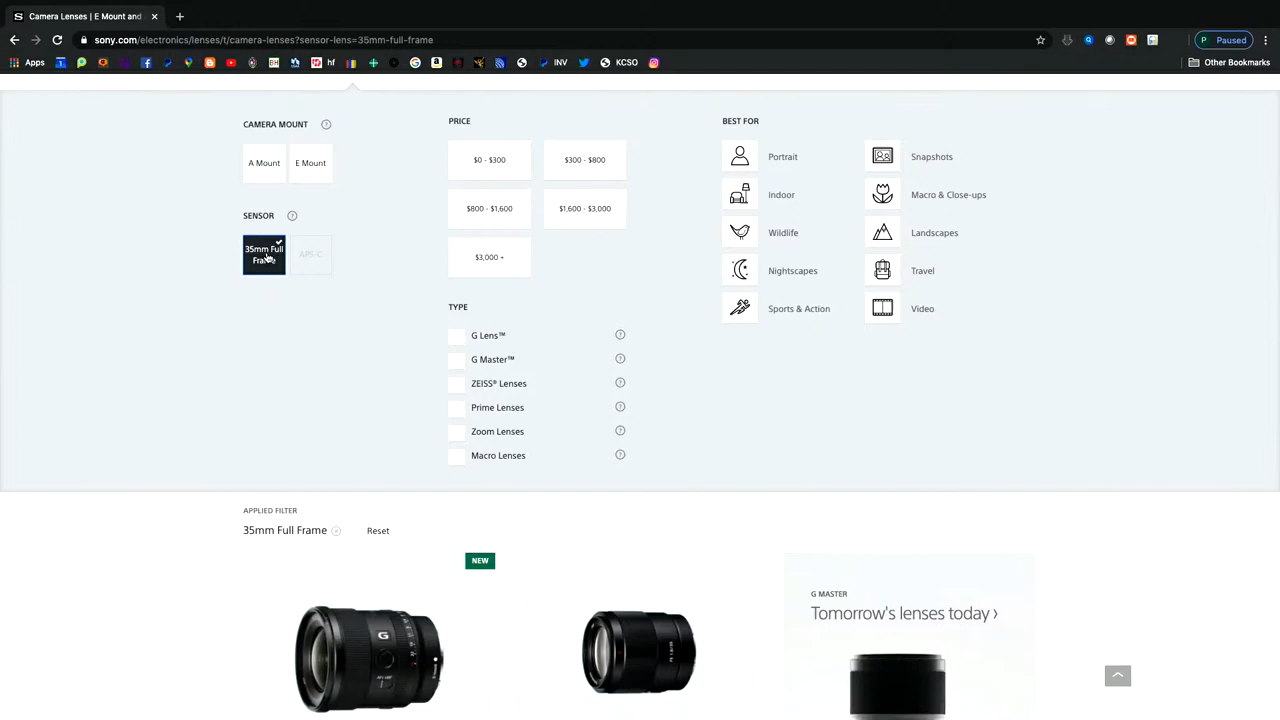 S Camera Lenses | E Mount and
sony.com/electronics/lenses/t/camera-lenses?sensor-lens=35mm-full-frame
P Paused
Apps hf INV KCSO Other Bookmarks
CAMERA MOUNT ?
A Mount E Mount
SENSOR ?
35mm Full
Frame
APS-C
PRICE
$0 - $300 $300 - $800
$800 - $1,600 $1,600 - $3,000
$3,000 +
TYPE
G Lens™ ?
G Master™ ?
ZEISS® Lenses ?
Prime Lenses ?
Zoom Lenses ?
Macro Lenses ?
BEST FOR
Portrait Snapshots
Indoor Macro & Close-ups
Wildlife Landscapes
Nightscapes Travel
Sports & Action Video
APPLIED FILTER
35mm Full Frame Reset
NEW
G
G MASTER
Tomorrow's lenses today ›